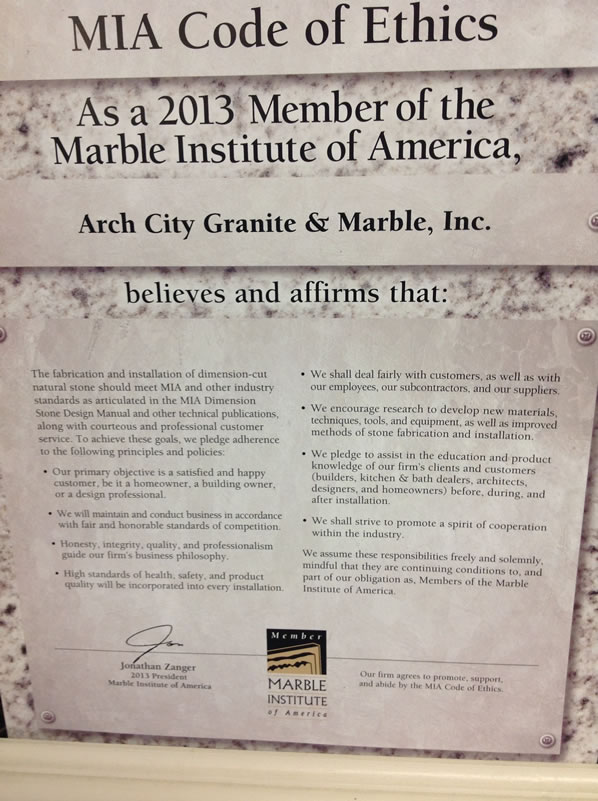 MIA Code of Ethics
As a 2013 Member of the
Marble Institute of America,
Arch City Granite & Marble, Inc.
believes and affirms that:
The fabrication and installation of dimension-cut
natural stone should meet MIA and other industry
standards as articulated in the MIA Dimension
Stone Design Manual and other technical publications,
along with courteous and professional customer
service. To achieve these goals, we pledge adherence
to the following principles and policies:
• Our primary objective is a satisfied and happy
customer, be it a homeowner, a building owner,
or a design professional.
• We will maintain and conduct business in accordance
with fair and honorable standards of competition.
• Honesty, integrity, quality, and professionalism
guide our firm's business philosophy.
• High standards of health, safety, and product
quality will be incorporated into every installation.
• We shall deal fairly with customers, as well as with
our employees, our subcontractors, and our suppliers.
• We encourage research to develop new materials,
techniques, tools, and equipment, as well as improved
methods of stone fabrication and installation.
• We pledge to assist in the education and product
knowledge of our firm's clients and customers
(builders, kitchen & bath dealers, architects,
designers, and homeowners) before, during, and
after installation.
• We shall strive to promote a spirit of cooperation
within the industry.
We assume these responsibilities freely and solemnly,
mindful that they are continuing conditions to, and
part of our obligation as, Members of the Marble
Institute of America.
Jonathan Zanger
2013 President
Marble Institute of America
Member
MARBLE
INSTITUTE
of America
Our firm agrees to promote, support,
and abide by the MIA Code of Ethics.